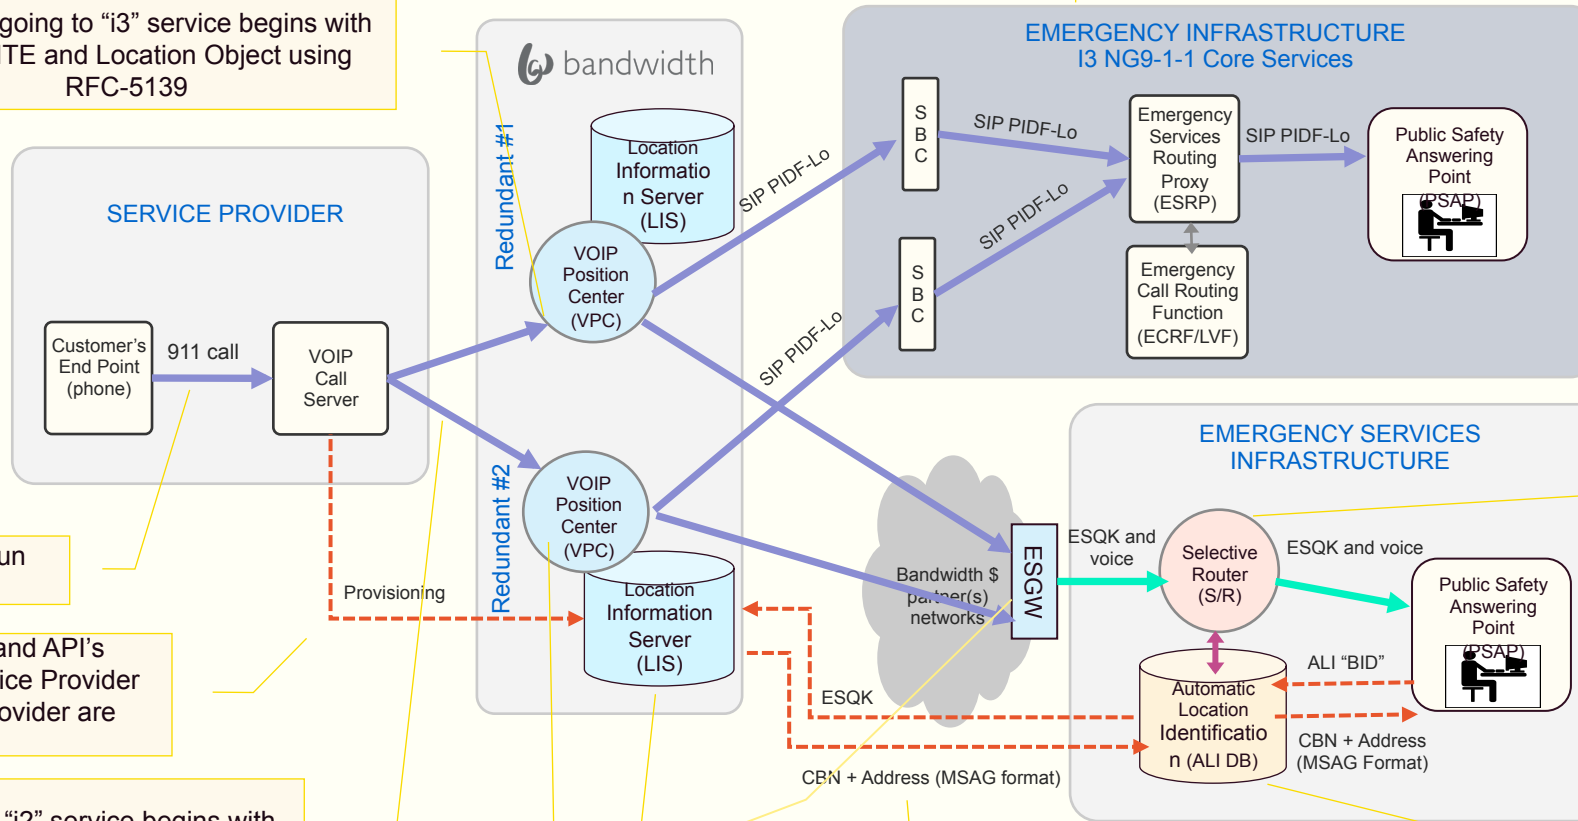 going to “i3” service begins with
ITE and Location Object using
RFC-5139
SERVICE PROVIDER
Customer’s
End Point
(phone)
911 call
VOIP
Call
Server
un
and API’s
ice Provider
ovider are
“i2” service begins with
Provisioning
bandwidth
Redundant #1
Location
Informatio
n Server
(LIS)
VOIP
Position
Center
(VPC)
Redundant #2
VOIP
Position
Center
(VPC)
Location
Information
Server
(LIS)
SIP PIDF-Lo
SIP PIDF-Lo
EMERGENCY INFRASTRUCTURE
I3 NG9-1-1 Core Services
S
B
C
S
B
C
SIP PIDF-Lo
SIP PIDF-Lo
Emergency
Services
Routing
Proxy
(ESRP)
SIP PIDF-Lo
Public Safety
Answering
Point
(PSAP)
Emergency
Call Routing
Function
(ECRF/LVF)
EMERGENCY SERVICES
INFRASTRUCTURE
Bandwidth $
partner(s)
networks
ESGW
ESQK and
voice
Selective
Router
(S/R)
ESQK and voice
Public Safety
Answering
Point
(PSAP)
ALI “BID”
Automatic
Location
Identificatio
n (ALI DB)
CBN + Address
(MSAG Format)
ESQK
CBN + Address (MSAG format)